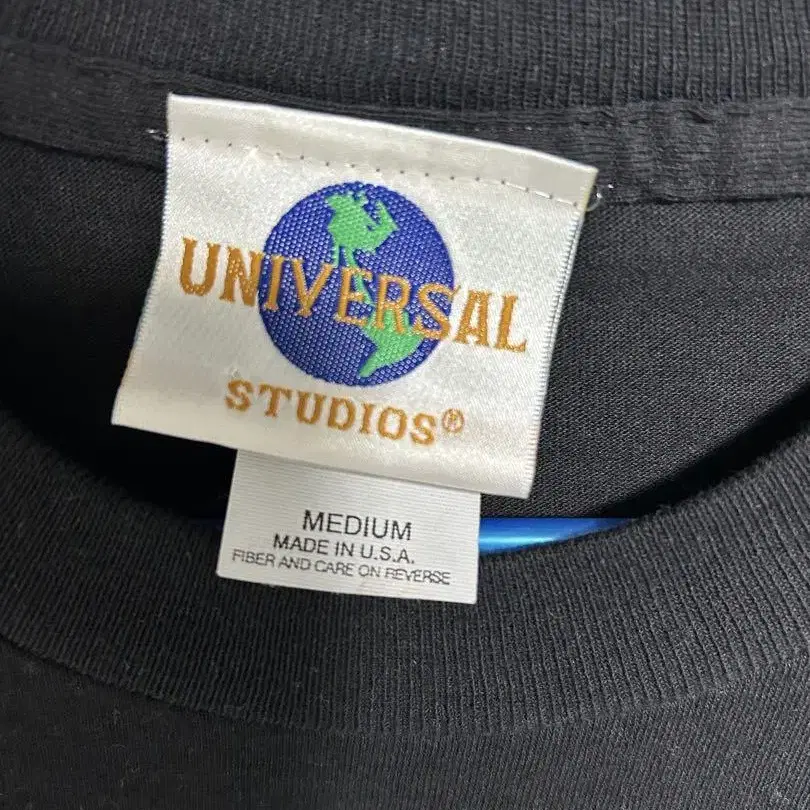 UNIVERSAL
STUDIOS®
MEDIUM
MADE IN U.S.A.
FIBER AND CARE ON REVERSE